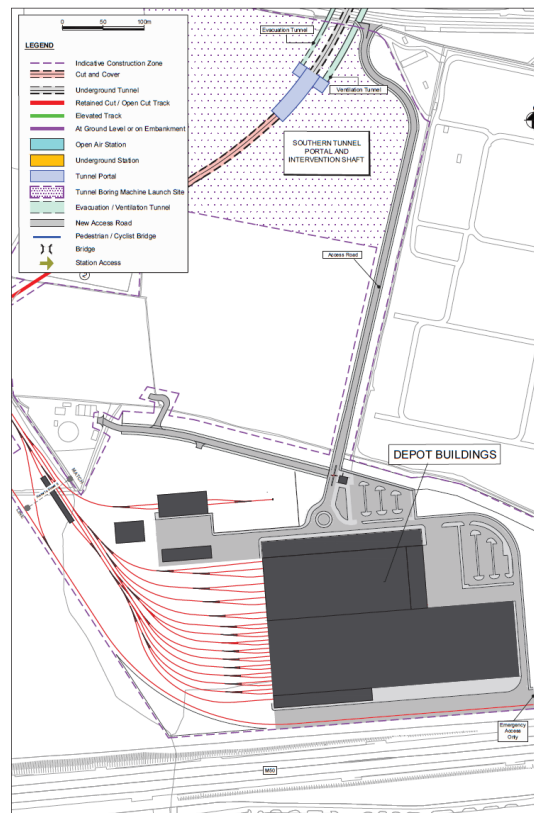 0
50
100m
LEGEND
Indicative Construction Zone
Cut and Cover
Underground Tunnel
Retained Cut / Open Cut Track
Elevated Track
At Ground Level or on Embankment
Open Air Station
Underground Station
Tunnel Portal
Tunnel Boring Machine Launch Site
Evacuation / Ventilation Tunnel
New Access Road
Pedestrian / Cyclist Bridge
Bridge
Station Access
Evacuation Tunnel
Ventilation Tunnel
SOUTHERN TUNNEL
PORTAL AND
INTERVENTION SHAFT
Access Road
DEPOT BUILDINGS
Emergency
Access
Only